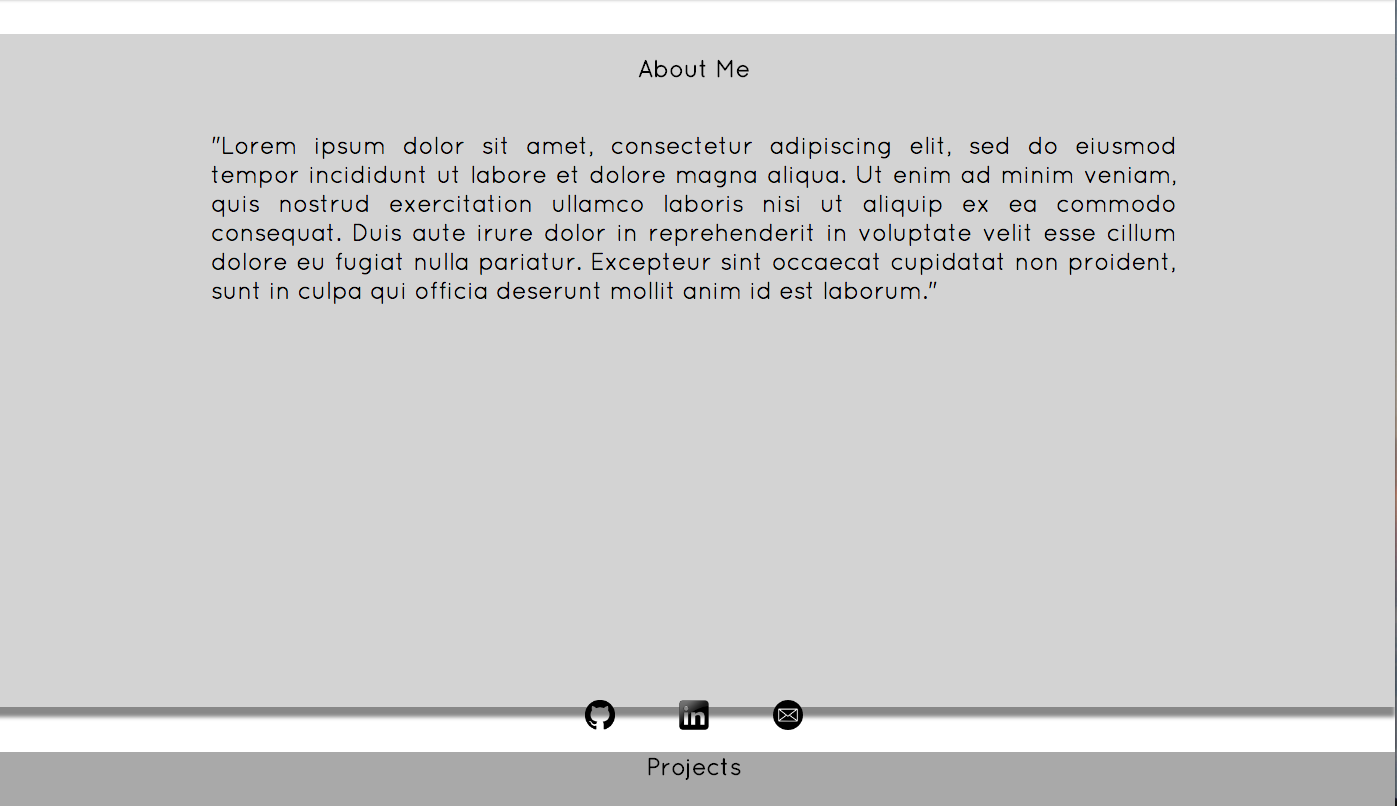 About Me
"Lorem ipsum dolor sit amet, consectetur adipiscing elit, sed do eiusmod
tempor incididunt ut labore et dolore magna aliqua. Ut enim ad minim veniam,
quis nostrud exercitation ullamco laboris nisi ut aliquip ex ea commodo
consequat. Duis aute irure dolor in reprehenderit in voluptate velit esse cillum
dolore eu fugiat nulla pariatur. Excepteur sint occaecat cupidatat non proident,
sunt in culpa qui officia deserunt mollit anim id est laborum."
in
Projects